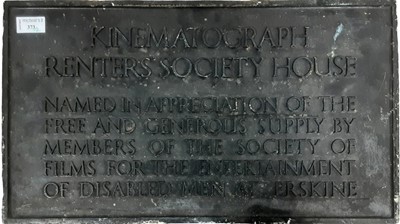 373
KINEMATOGRAPH
RENTERS SOCIETY HOUSE
NAMED IN APPRECIATION OF THE
FREE AND GENEROUS SUPPLY BY
MEMBERS OF THE SOCIETY OF
FILMS FOR THE ENTERTAINMENT
OF DISABLED MEN AT ERSKINE